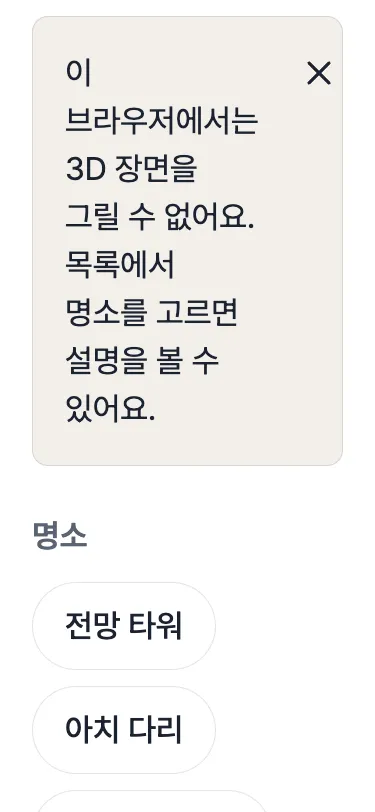 이
브라우저에서는
3D 장면을
그릴 수 없어요.
목록에서
명소를 고르면
설명을 볼 수
있어요.
명소
전망 타워
아치 다리